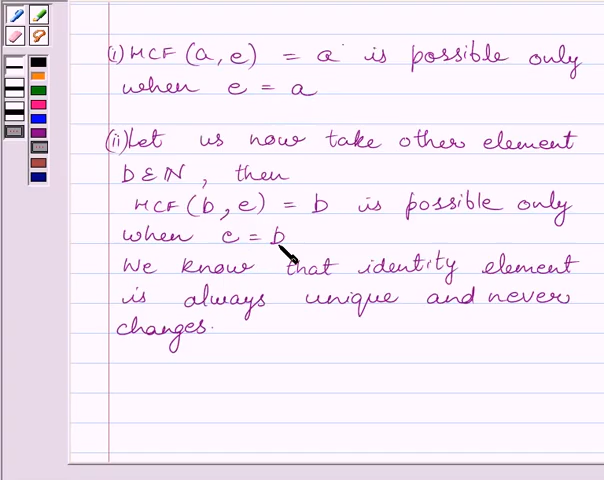 (i) HCF (a, e) = a is possible only
when e = a
(ii) Let us now take other element
b ε N, then
HCF (b, e) = b is possible only
when e = b
We know that identity element
is always unique and never
changes.